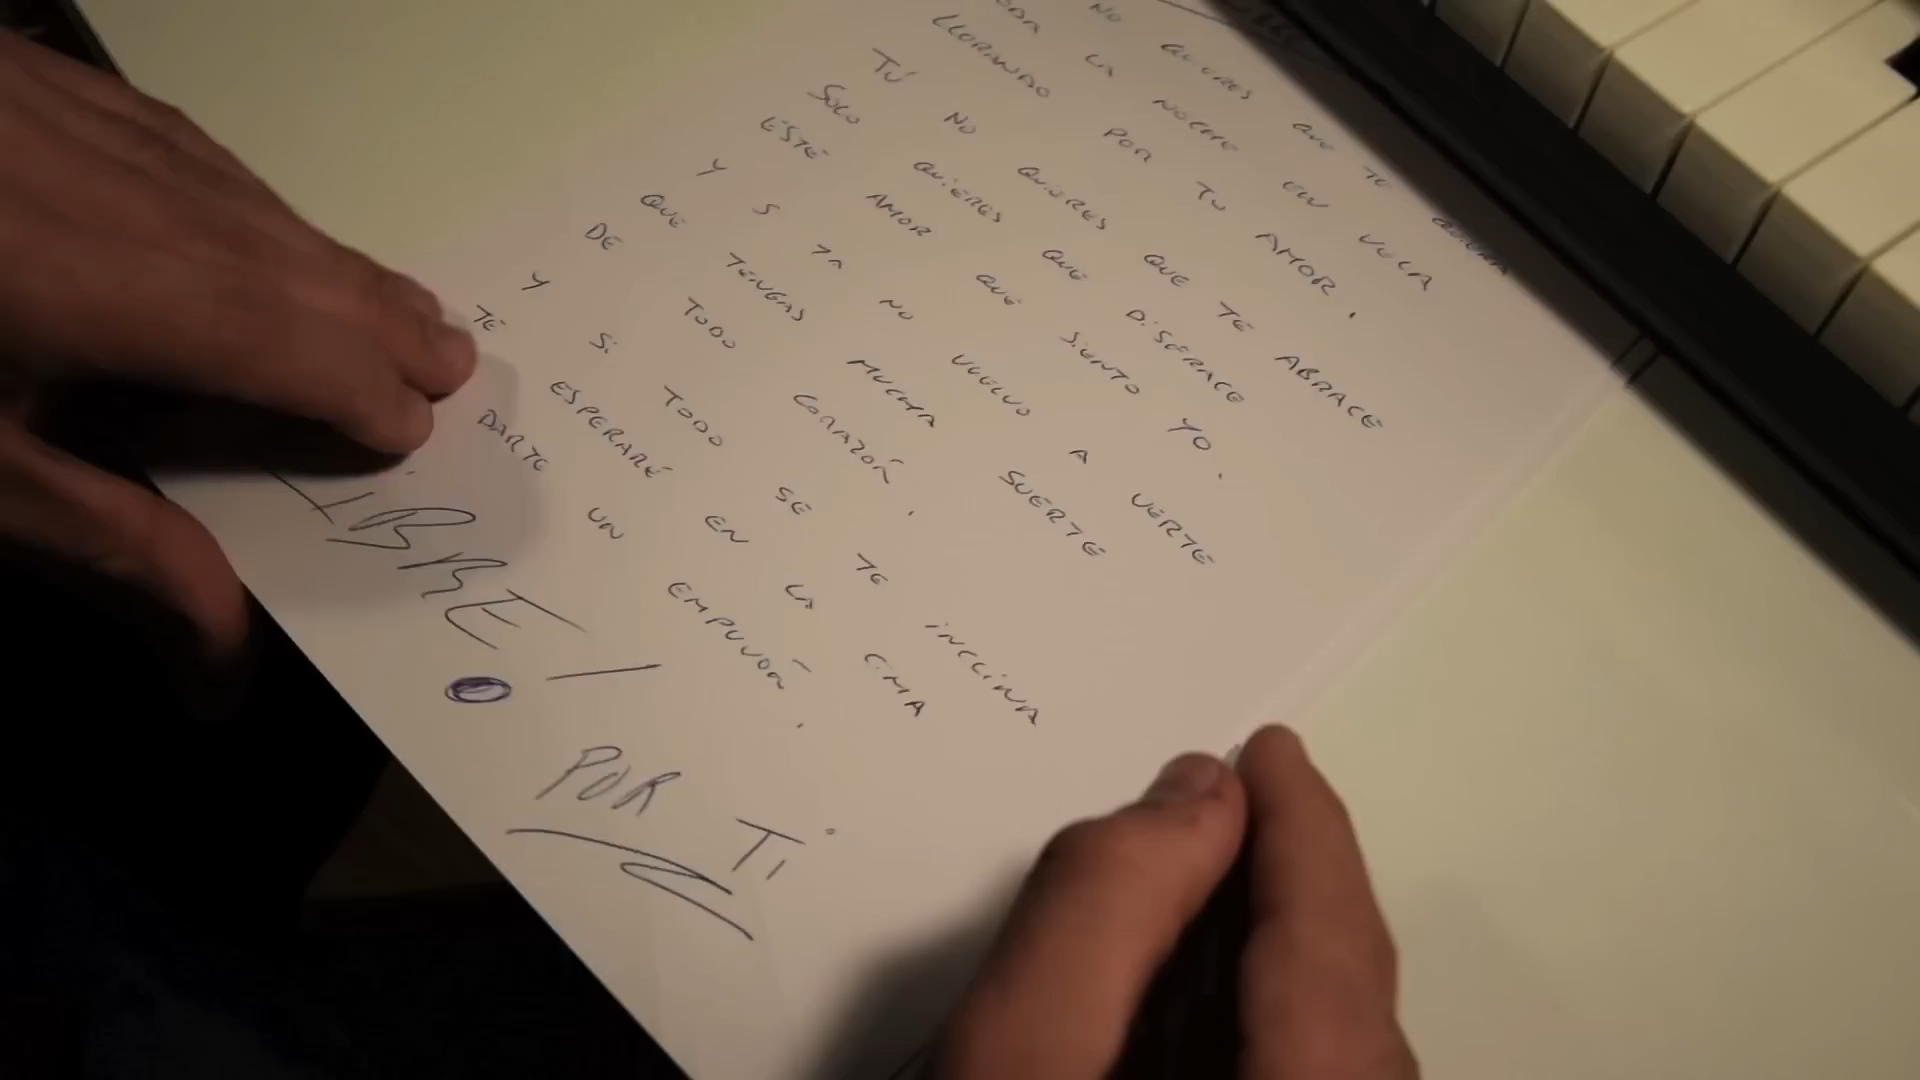 NO QUIERES QUE TE QUIERA
TODA LA NOCHE EN VELA
LLORANDO POR TU AMOR.
TÚ NO QUIERES QUE TE ABRACE
SOLO QUIERES QUE DISFRACE
ESTE AMOR QUE SIENTO YO.
Y S YA NO VUELVO A VERTE
QUE TENGAS MUCHA SUERTE
DE TODO CORAZÓN.
Y SI TODO SE TE INCLINA
TE ESPERARÉ EN LA CIMA
DARTE UN EMPUJÓN.
POR TI